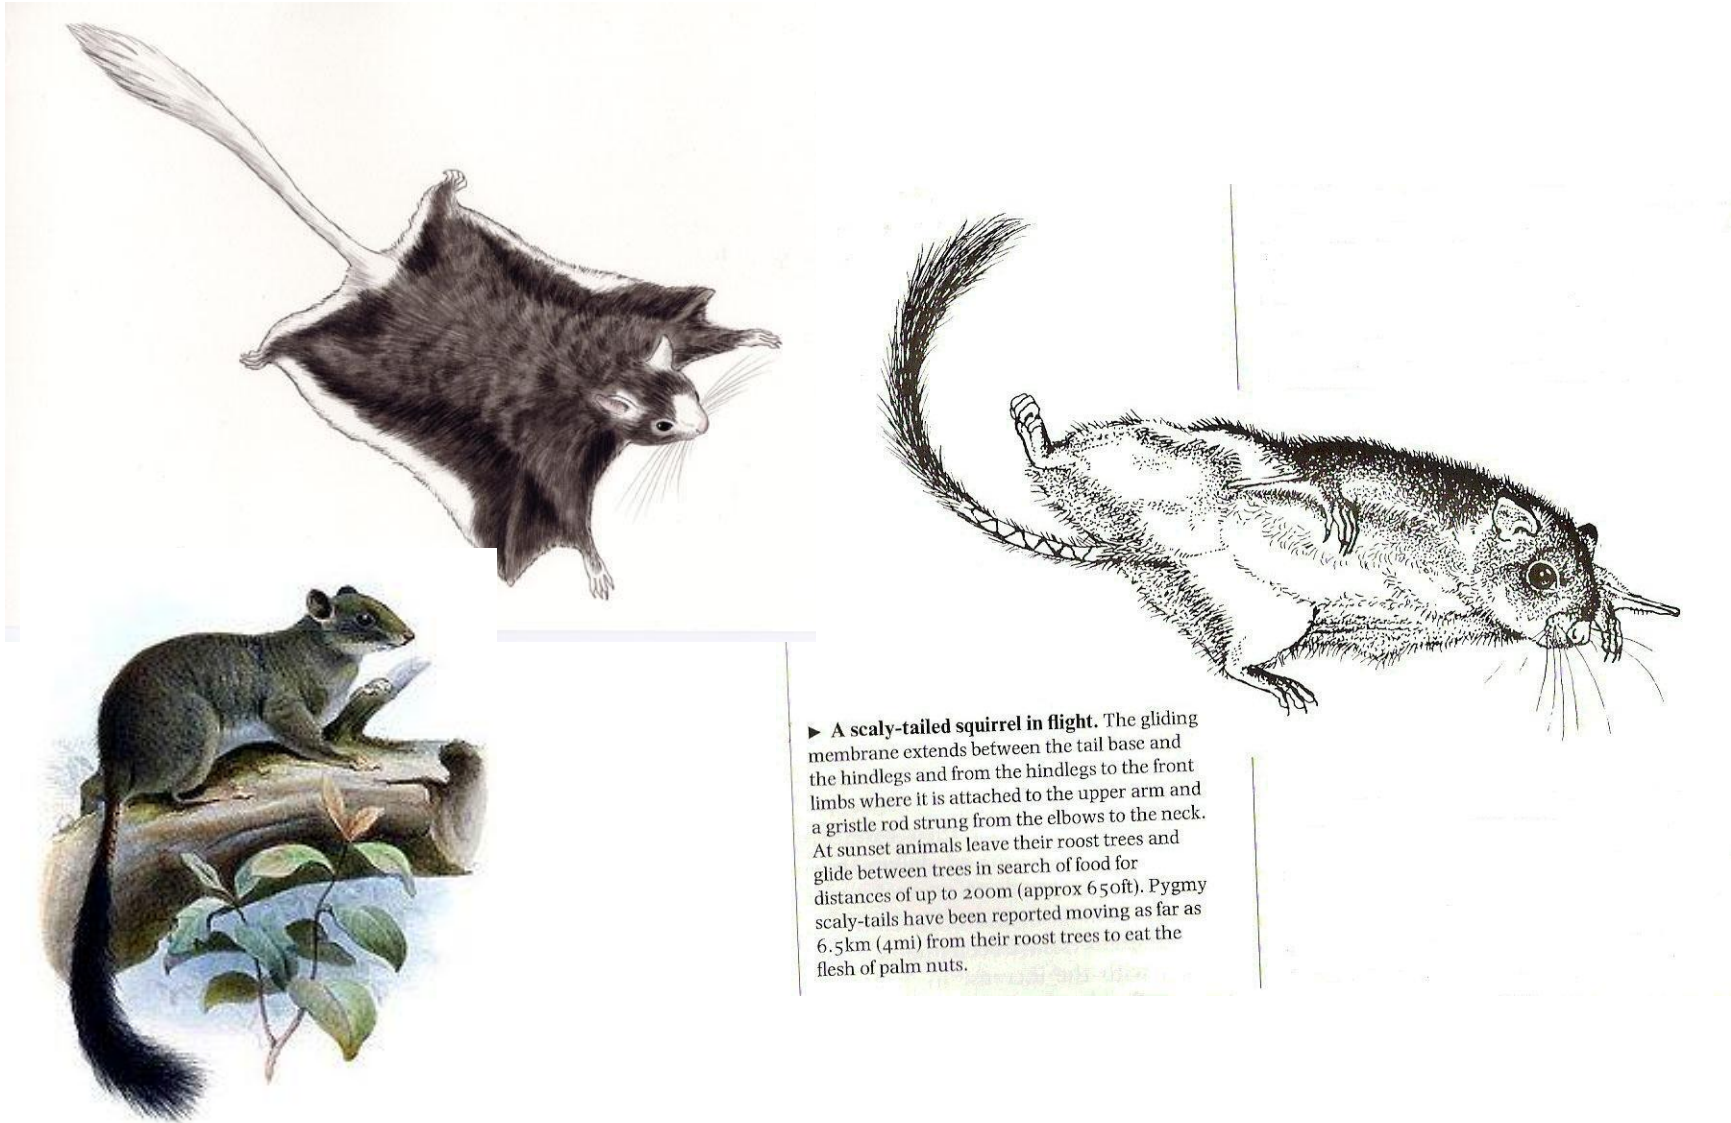 ► A scaly-tailed squirrel in flight. The gliding
membrane extends between the tail base and
the hindlegs and from the hindlegs to the front
limbs where it is attached to the upper arm and
a gristle rod strung from the elbows to the neck.
At sunset animals leave their roost trees and
glide between trees in search of food for
distances of up to 200m (approx 650ft). Pygmy
scaly-tails have been reported moving as far as
6.5km (4mi) from their roost trees to eat the
flesh of palm nuts.